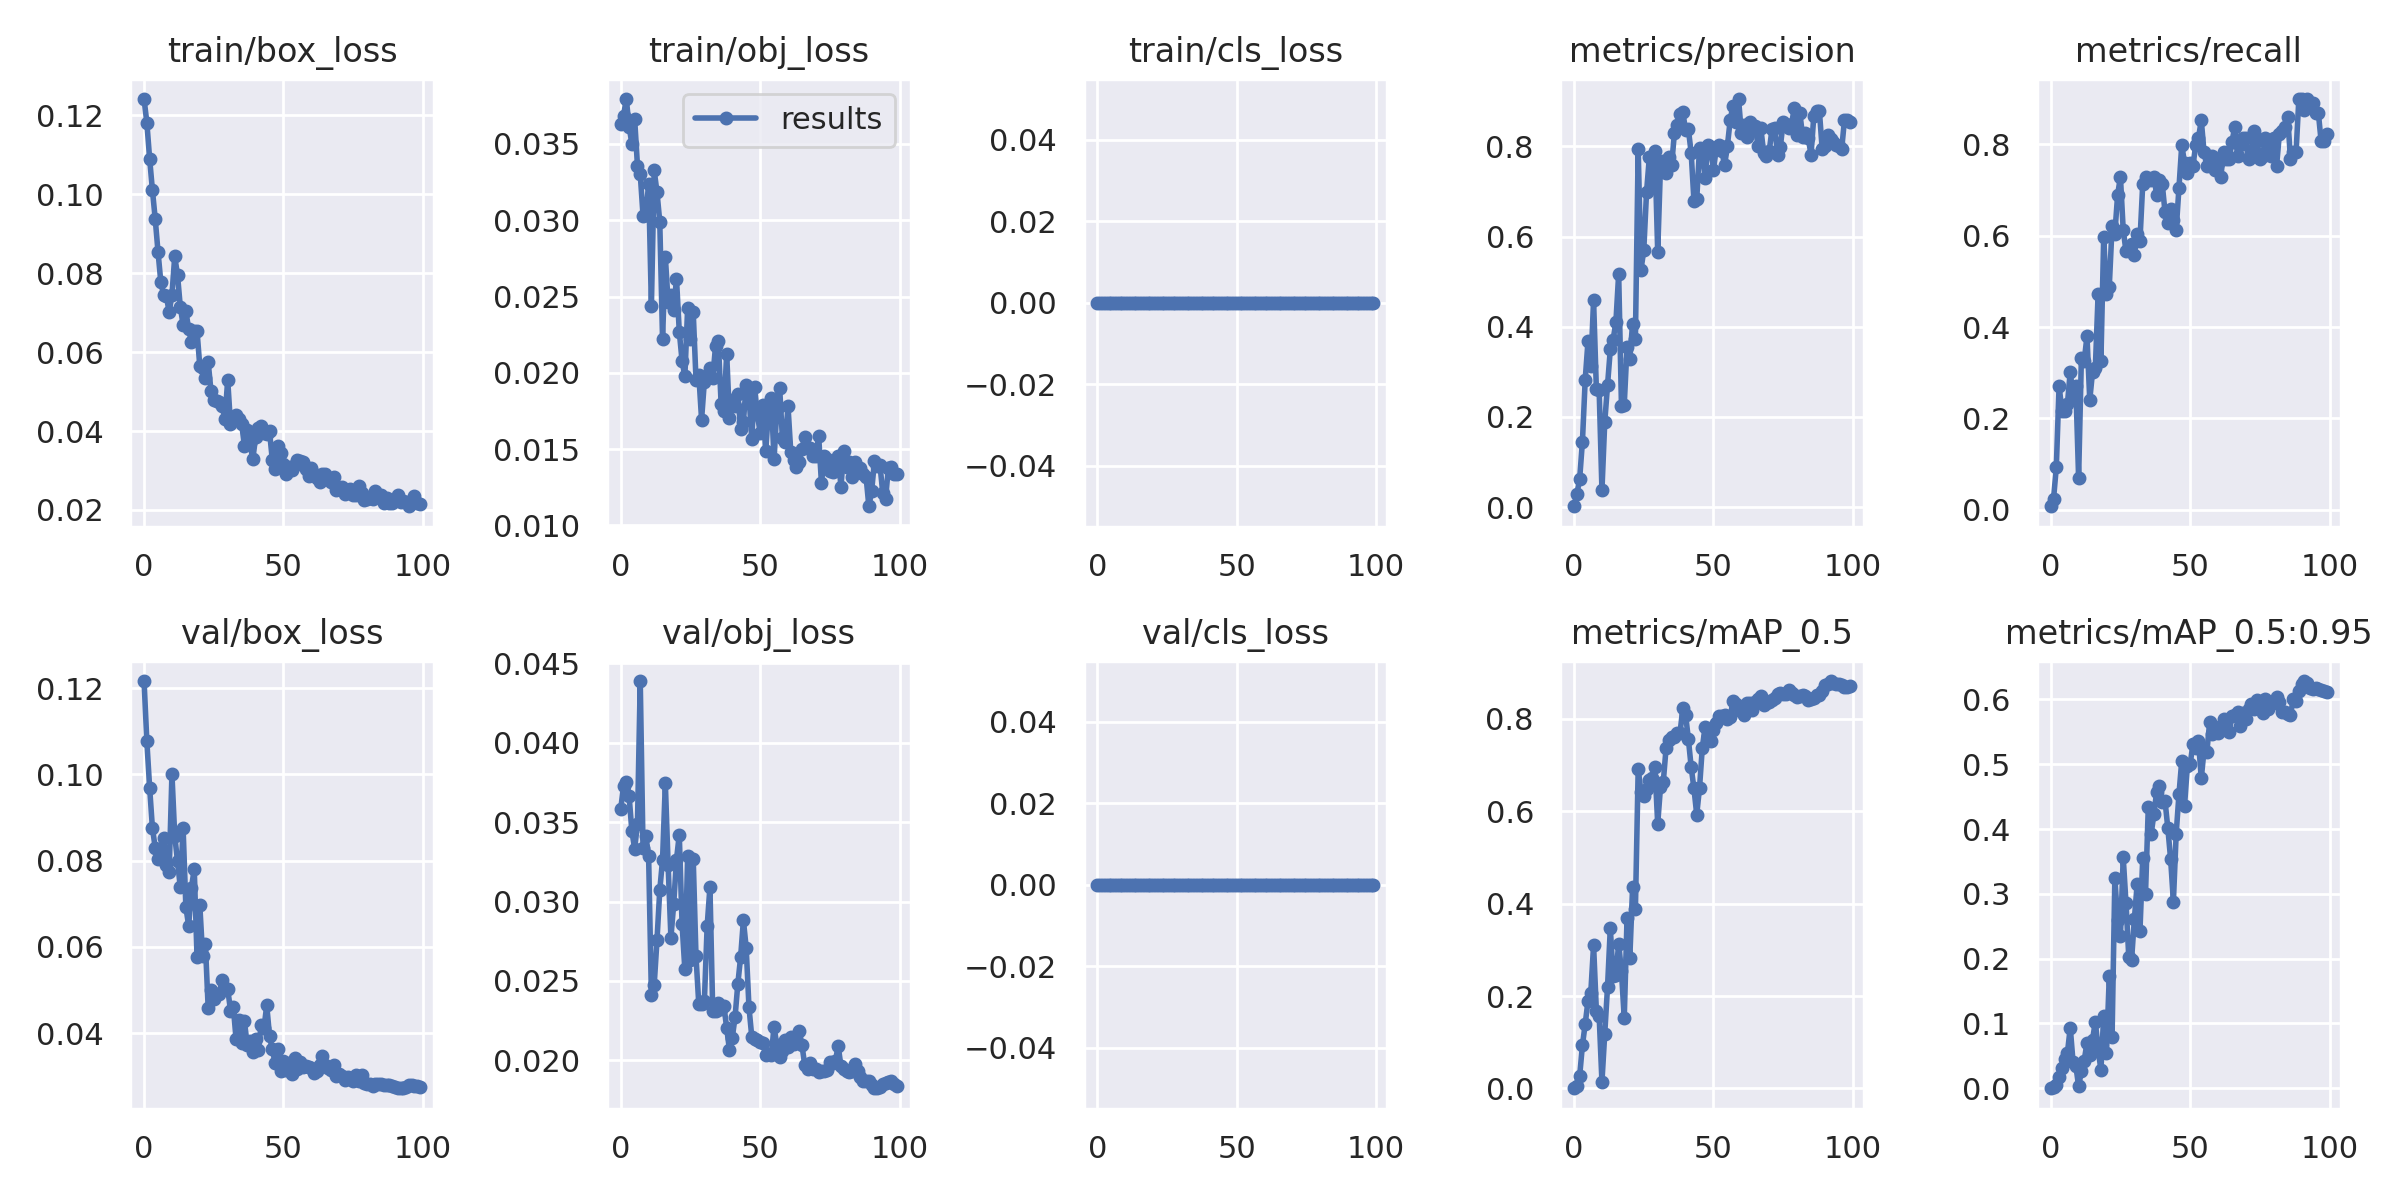 train/box_loss
0.12
0.10
0.08
0.06
0.04
0.02
0 50 100
train/obj_loss
results
0.035
0.030
0.025
0.020
0.015
0.010
0 50 100
train/cls_loss
0.04
0.02
0.00
−0.02
−0.04
0 50 100
metrics/precision
0.8
0.6
0.4
0.2
0.0
0 50 100
metrics/recall
0.8
0.6
0.4
0.2
0.0
0 50 100
val/box_loss
0.12
0.10
0.08
0.06
0.04
0 50 100
val/obj_loss
0.045
0.040
0.035
0.030
0.025
0.020
0 50 100
val/cls_loss
0.04
0.02
0.00
−0.02
−0.04
0 50 100
metrics/mAP_0.5
0.8
0.6
0.4
0.2
0.0
0 50 100
metrics/mAP_0.5:0.95
0.6
0.5
0.4
0.3
0.2
0.1
0.0
0 50 100